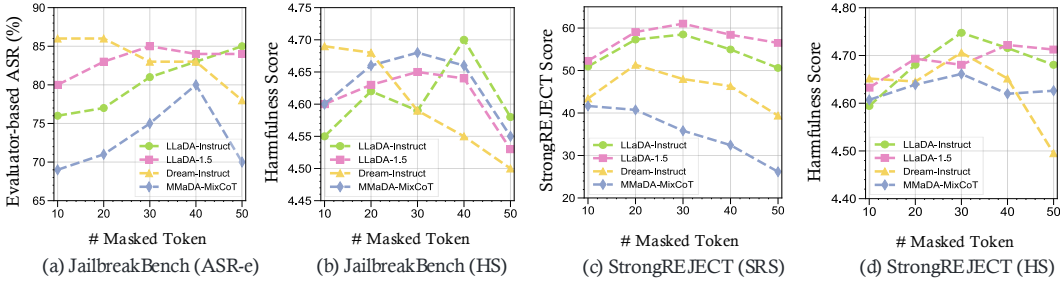 Evaluator-based ASR (%)
90
85
80
75
70
65
10 20 30 40 50
LLaDA-Instruct
LLaDA-1.5
Dream-Instruct
MMaDA-MixCoT
# Masked Token
(a) JailbreakBench (ASR-e)
Harmfulness Score
4.75
4.70
4.65
4.60
4.55
4.50
4.45
10 20 30 40 50
LLaDA-Instruct
LLaDA-1.5
Dream-Instruct
MMaDA-MixCoT
# Masked Token
(b) JailbreakBench (HS)
StrongREJECT Score
60
50
40
30
20
10 20 30 40 50
LLaDA-Instruct
LLaDA-1.5
Dream-Instruct
MMaDA-MixCoT
# Masked Token
(c) StrongREJECT (SRS)
Harmfulness Score
4.80
4.70
4.60
4.50
4.40
10 20 30 40 50
LLaDA-Instruct
LLaDA-1.5
Dream-Instruct
MMaDA-MixCoT
# Masked Token
(d) StrongREJECT (HS)